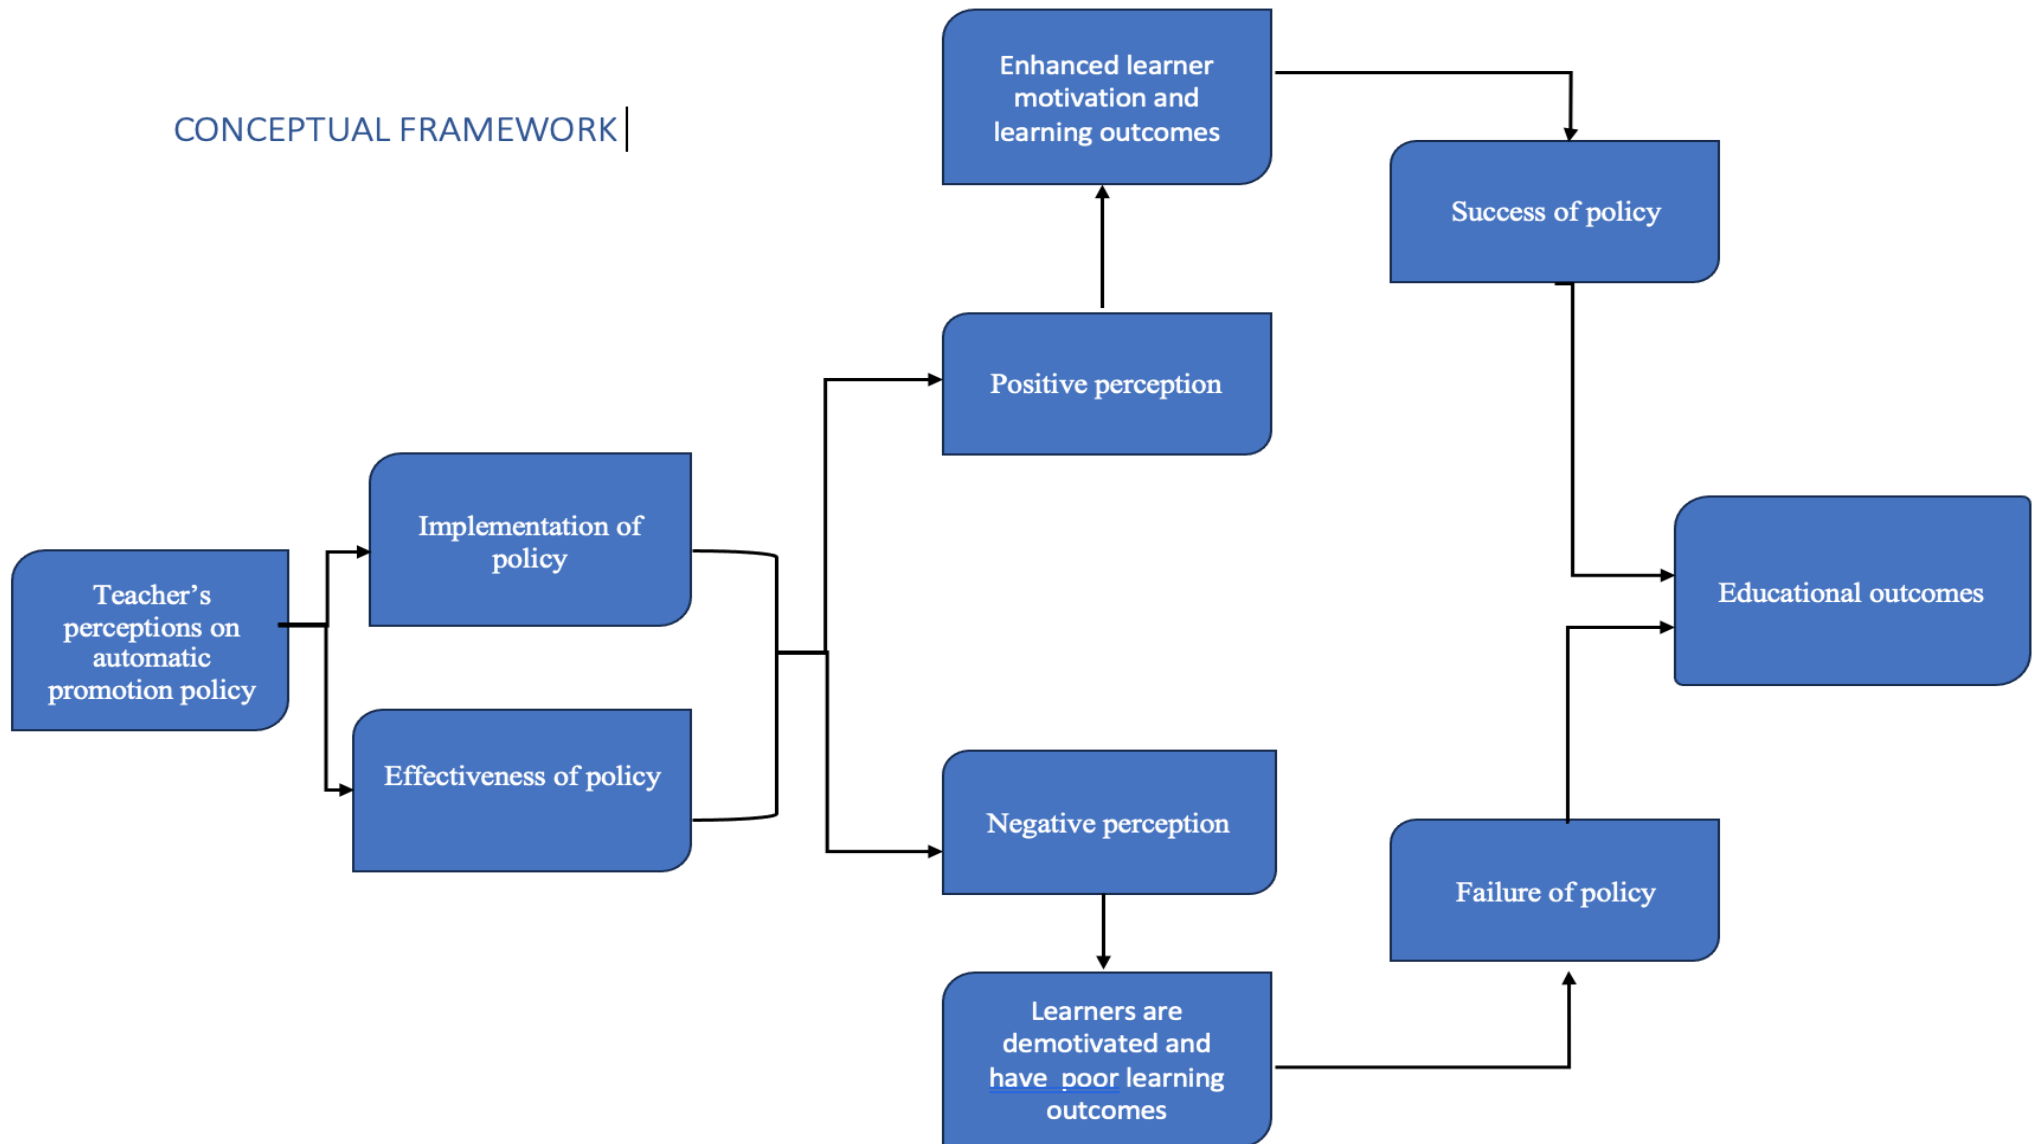 CONCEPTUAL FRAMEWORK
Enhanced learner
motivation and
learning outcomes
Success of policy
Positive perception
Implementation of
policy
Teacher’s
perceptions on
automatic
promotion policy
Effectiveness of policy
Educational outcomes
Negative perception
Failure of policy
Learners are
demotivated and
have  poor learning
outcomes